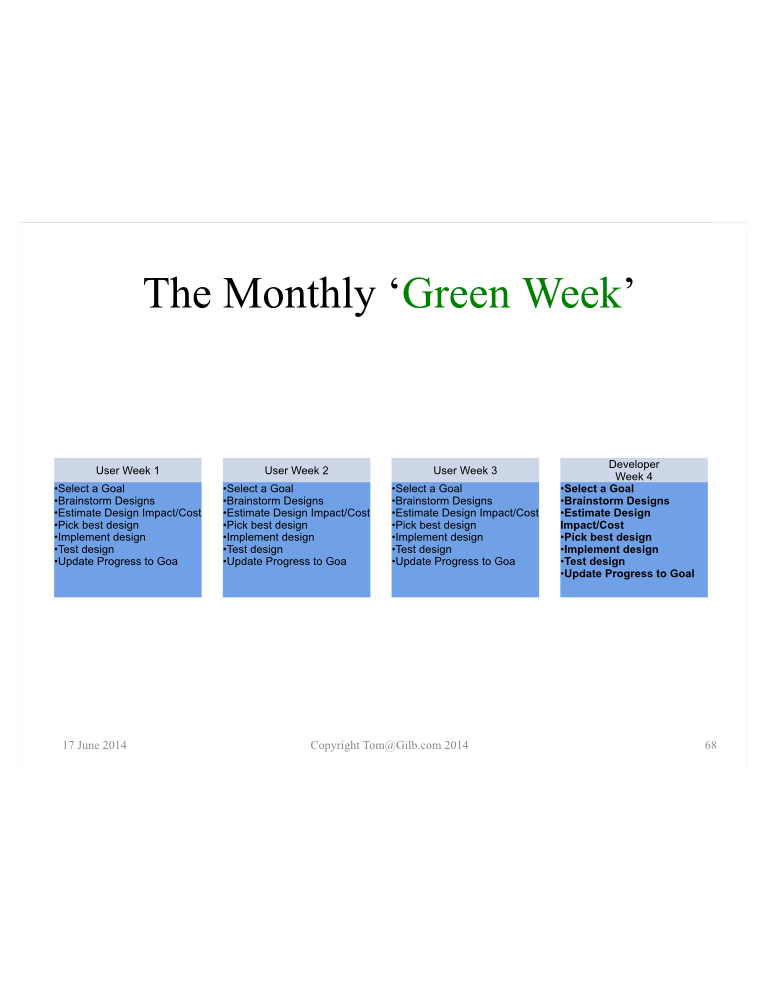 The Monthly ‘Green Week’
User Week 1
•Select a Goal
•Brainstorm Designs
•Estimate Design Impact/Cost
•Pick best design
•Implement design
•Test design
•Update Progress to Goa
User Week 2
•Select a Goal
•Brainstorm Designs
•Estimate Design Impact/Cost
•Pick best design
•Implement design
•Test design
•Update Progress to Goa
User Week 3
•Select a Goal
•Brainstorm Designs
•Estimate Design Impact/Cost
•Pick best design
•Implement design
•Test design
•Update Progress to Goa
Developer
Week 4
•Select a Goal
•Brainstorm Designs
•Estimate Design
Impact/Cost
•Pick best design
•Implement design
•Test design
•Update Progress to Goal
17 June 2014
Copyright Tom@Gilb.com 2014
68